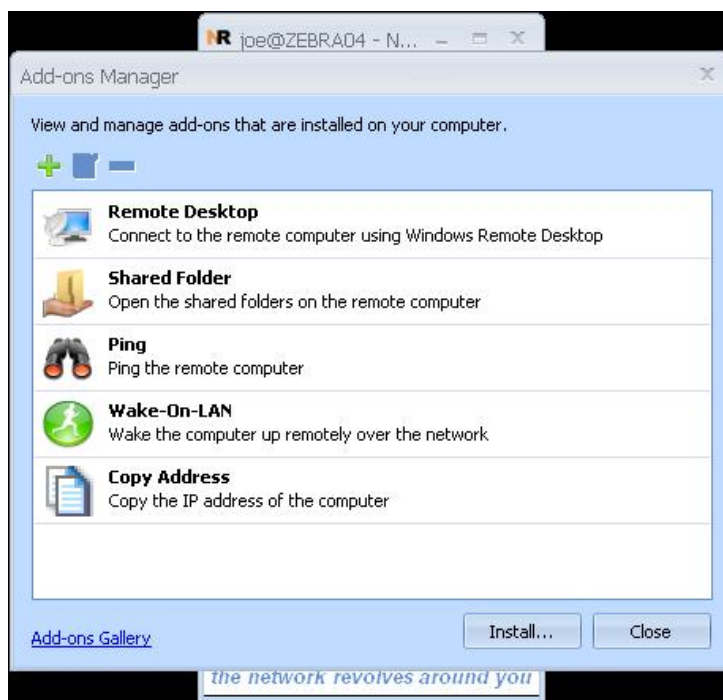 NR joe@ZEBRA04 - N...
Add-ons Manager
View and manage add-ons that are installed on your computer.
Remote Desktop
Connect to the remote computer using Windows Remote Desktop
Shared Folder
Open the shared folders on the remote computer
Ping
Ping the remote computer
Wake-On-LAN
Wake the computer up remotely over the network
Copy Address
Copy the IP address of the computer
Add-ons Gallery
Install...
Close
the network revolves around you